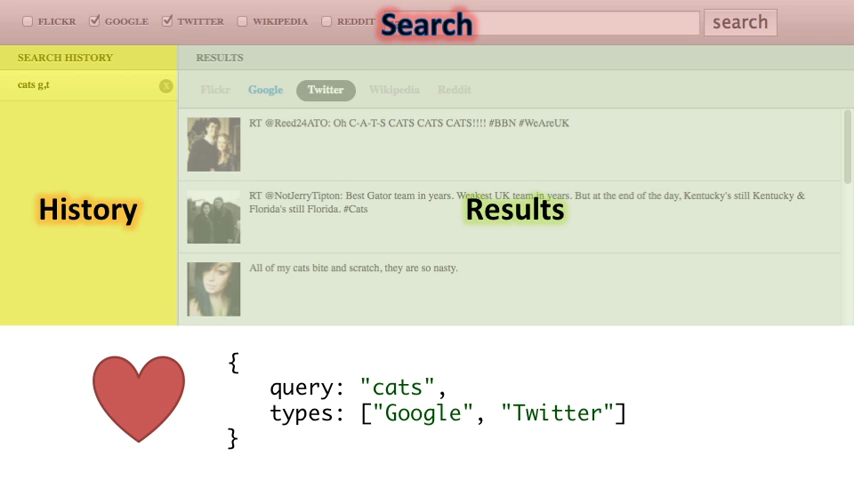 FLICKR GOOGLE TWITTER WIKIPEDIA REDDIT Search search
SEARCH HISTORY RESULTS
cats g,t X
Flickr Google Twitter Wikipedia Reddit
RT @Reed24ATO: Oh C-A-T-S CATS CATS CATS!!!! #BBN #WeAreUK
RT @NotJerryTipton: Best Gator team in years. Weakest UK team in years. But at the end of the day, Kentucky's still Kentucky &
Florida's still Florida. #Cats
History Results
All of my cats bite and scratch, they are so nasty.
{
query: "cats",
types: ["Google", "Twitter"]
}